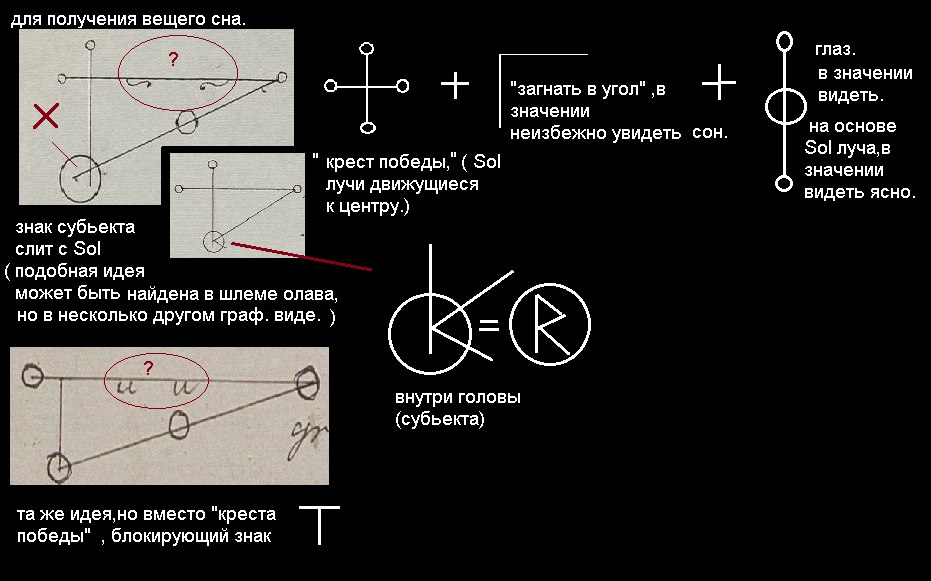 для получения вещего сна.
?
" крест победы," ( Sol
лучи движущиеся
к центру.)
"загнать в угол" ,в
значении
неизбежно увидеть сон.
глаз.
в значении
видеть.
на основе
Sol луча,в
значении
видеть ясно.
знак субьекта
слит с Sol
( подобная идея
может быть найдена в шлеме олава,
но в несколько другом граф. виде. )
=
внутри головы
(субьекта)
?
и и
gr
та же идея,но вместо "креста
победы" , блокирующий знак